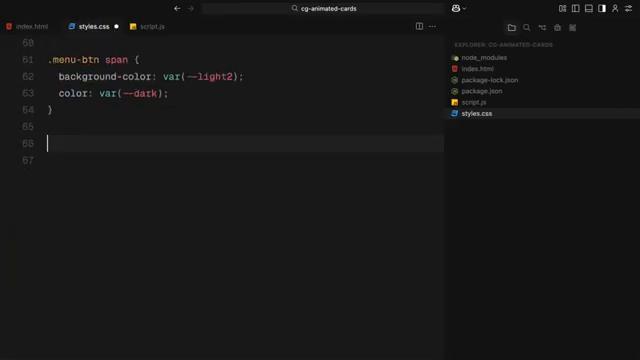 cg-animated-cards
index.html
styles.css
script.js
60
61 .menu-btn span {
62 background-color: var(--light2);
63 color: var(--dark);
64 }
65
66
67
EXPLORER: CG-ANIMATED-CARDS
node_modules
index.html
package-lock.json
package.json
script.js
styles.css